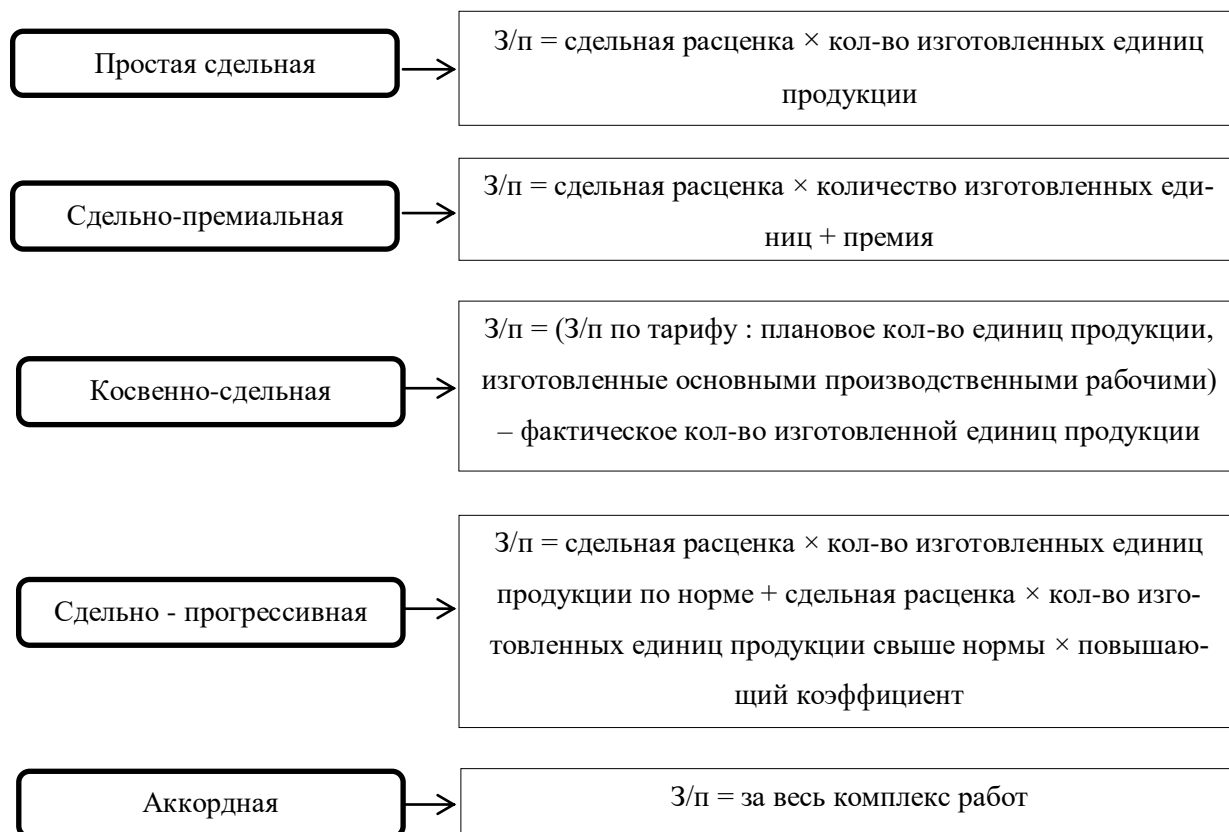 Простая сдельная
З/п = сдельная расценка × кол-во изготовленных единиц
продукции
Сдельно-премиальная
З/п = сдельная расценка × количество изготовленных еди-
ниц + премия
Косвенно-сдельная
З/п = (З/п по тарифу : плановое кол-во единиц продукции,
изготовленные основными производственными рабочими)
– фактическое кол-во изготовленной единиц продукции
Сдельно - прогрессивная
З/п = сдельная расценка × кол-во изготовленных единиц
продукции по норме + сдельная расценка × кол-во изго-
товленных единиц продукции свыше нормы × повышаю-
щий коэффициент
Аккордная
З/п = за весь комплекс работ